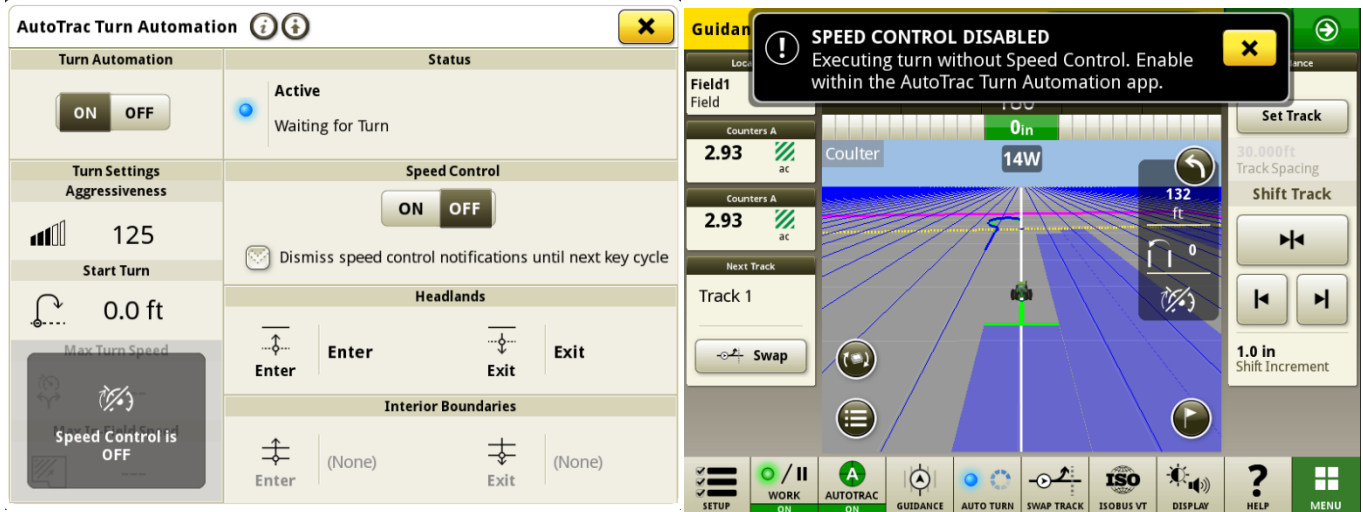 AutoTrac Turn Automation
Turn Automation
ON OFF
Turn Settings
Aggressiveness
125
Start Turn
0.0 ft
Max Turn Speed
---
Speed Control is
OFF
---
Status
Active
Waiting for Turn
Speed Control
ON OFF
Dismiss speed control notifications until next key cycle
Headlands
Enter
Enter
Exit
Exit
Interior Boundaries
Enter
(None)
Exit
(None)
Guidan
SPEED CONTROL DISABLED
Executing turn without Speed Control. Enable
within the AutoTrac Turn Automation app.
Loca
Field1
Field
Counters A
2.93
ac
Counters A
2.93
ac
Next Track
Track 1
Swap
0in
Coulter
14W
132
ft
0
ance
Set Track
30.000ft
Track Spacing
Shift Track
1.0 in
Shift Increment
SETUP
WORK
ON
A
AUTOTRAC
ON
GUIDANCE
AUTO TURN
SWAP TRACK
ISO
ISOBUS VT
DISPLAY
?
HELP
MENU